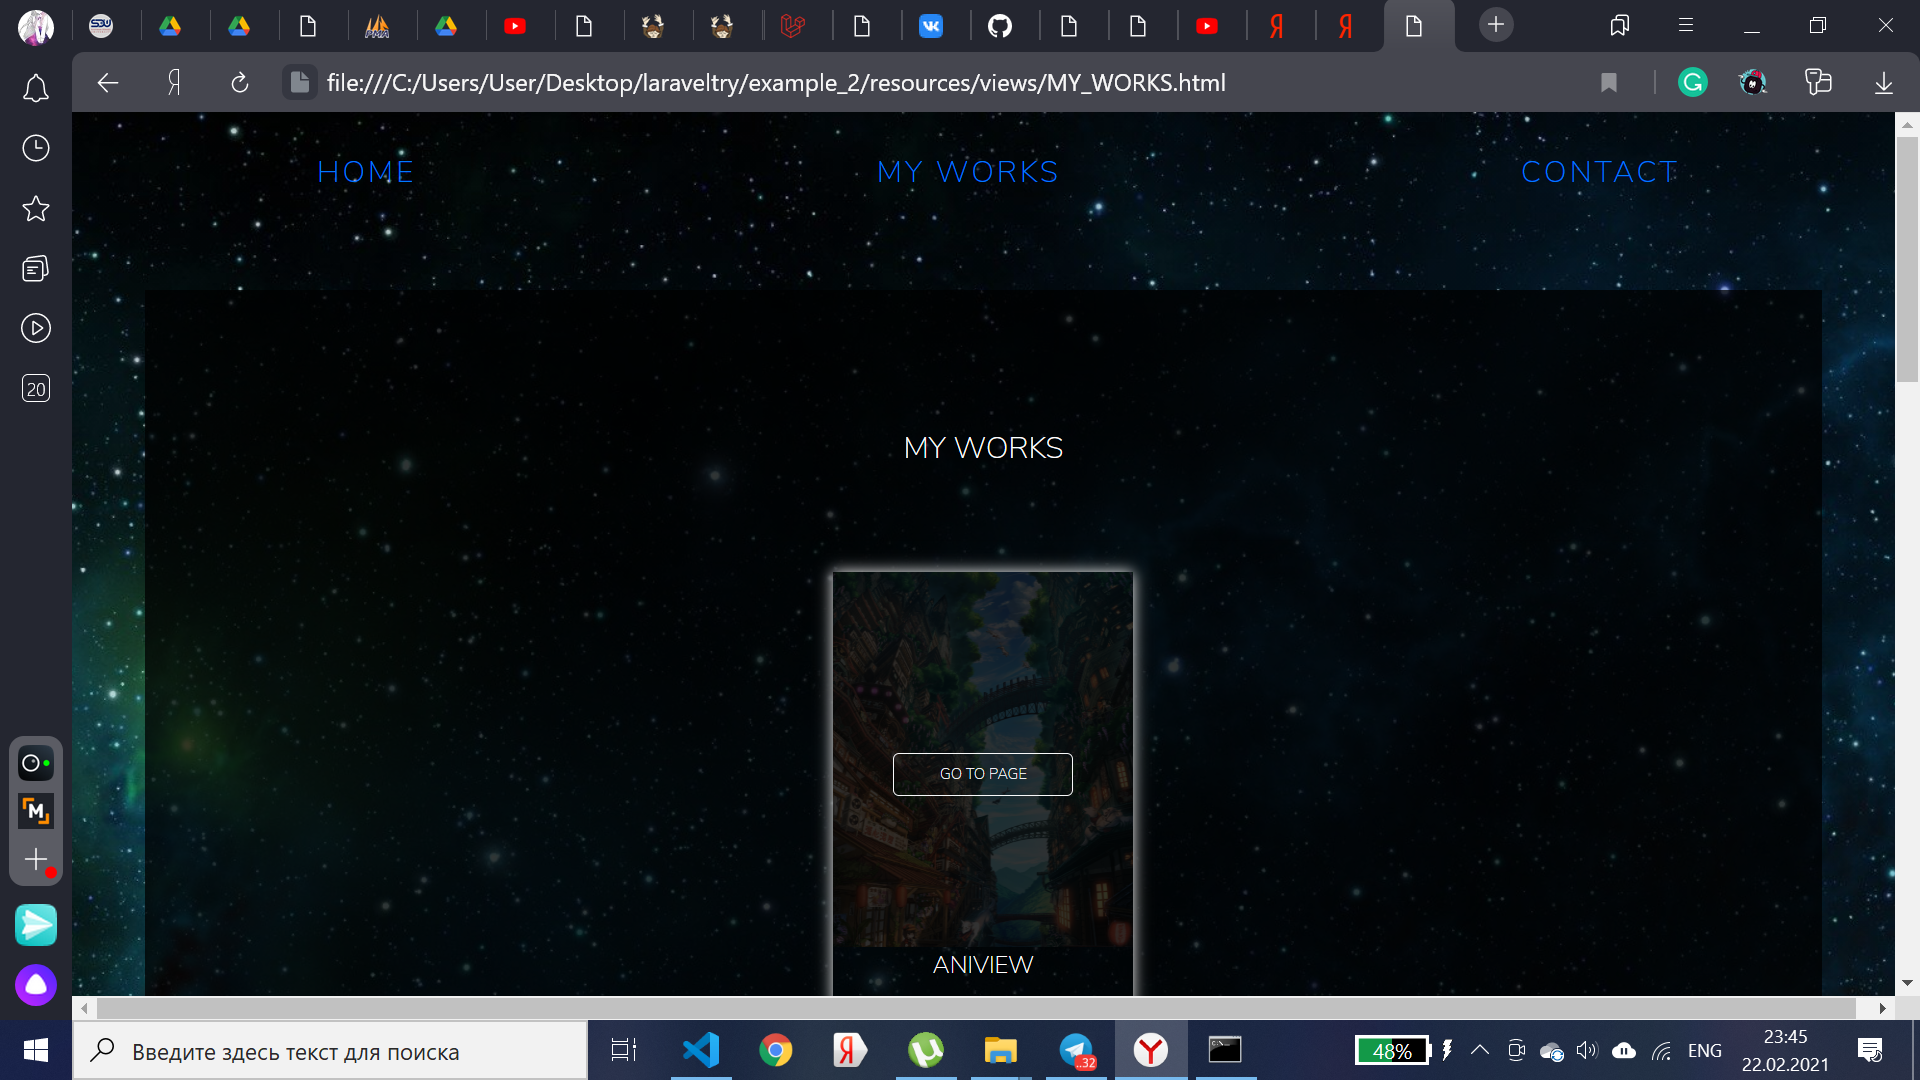 file:///C:/Users/User/Desktop/laraveltry/example_2/resources/views/MY_WORKS.html
HOME
MY WORKS
CONTACT
20
MY WORKS
GO TO PAGE
ANIVIEW
Введите здесь текст для поиска
..32
48%
ENG
23:45
22.02.2021